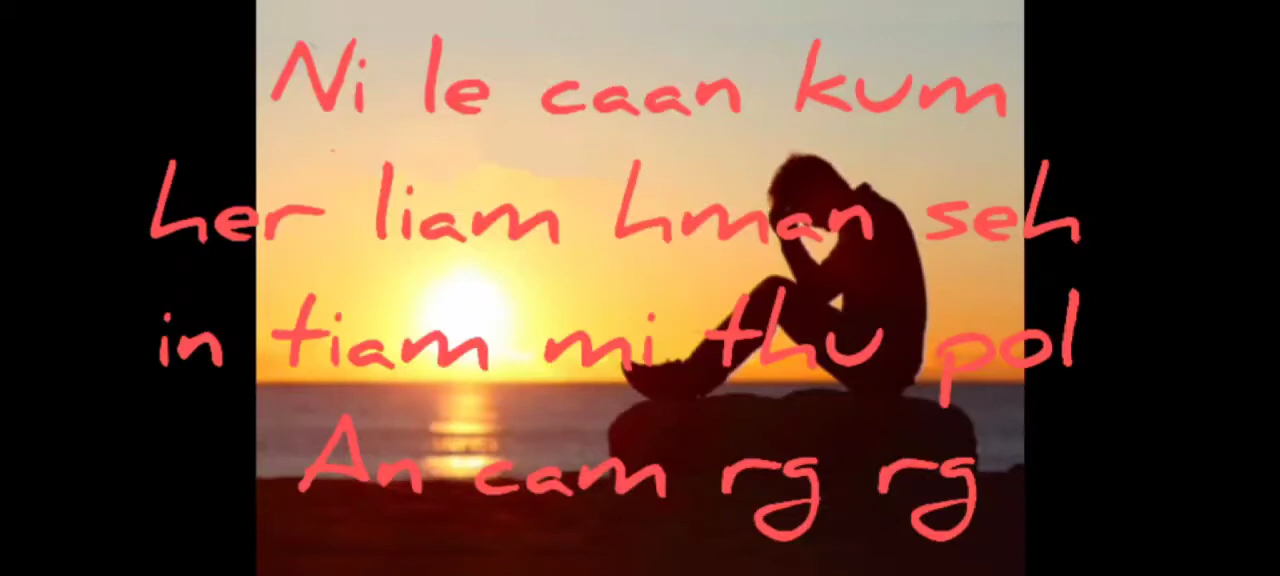 Ni le caan kum
her liam hman seh
in tiam mi thu pol
An cam rg rg